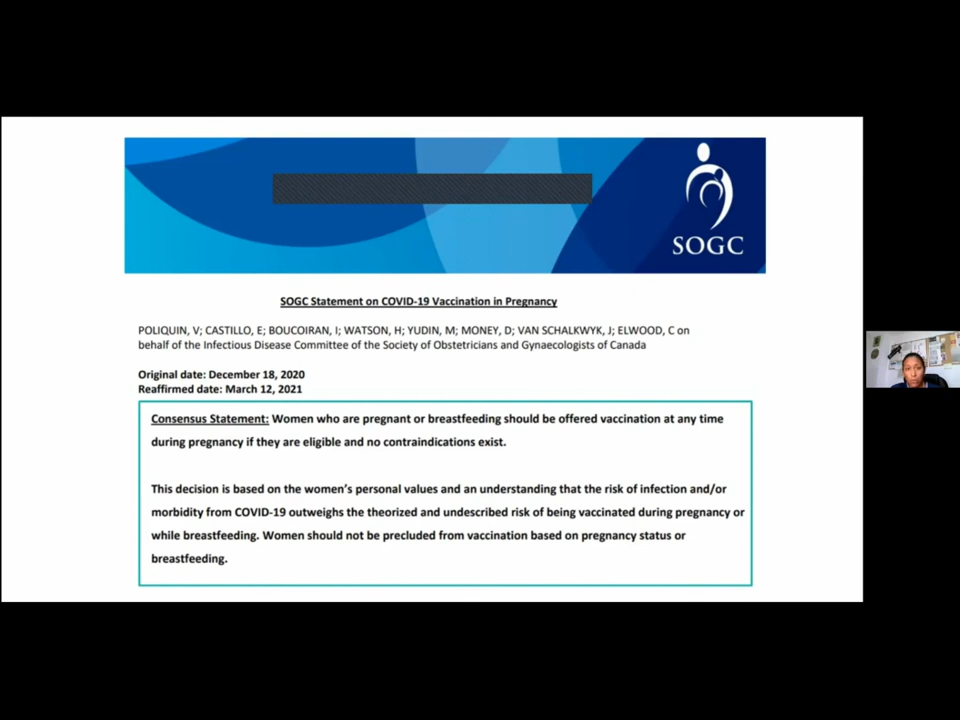 SOGC
SOGC Statement on COVID-19 Vaccination in Pregnancy
POLIQUIN, V; CASTILLO, E; BOUCOIRAN, I; WATSON, H; YUDIN, M; MONEY, D; VAN SCHALKWYK, J; ELWOOD, C on
behalf of the Infectious Disease Committee of the Society of Obstetricians and Gynaecologists of Canada
Original date: December 18, 2020
Reaffirmed date: March 12, 2021
Consensus Statement: Women who are pregnant or breastfeeding should be offered vaccination at any time
during pregnancy if they are eligible and no contraindications exist.
This decision is based on the women's personal values and an understanding that the risk of infection and/or
morbidity from COVID-19 outweighs the theorized and undescribed risk of being vaccinated during pregnancy or
while breastfeeding. Women should not be precluded from vaccination based on pregnancy status or
breastfeeding.